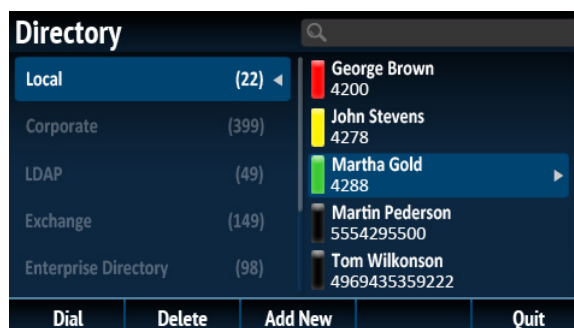 Directory
Local (22)
Corporate (399)
LDAP (49)
Exchange (149)
Enterprise Directory (98)
George Brown
4200
John Stevens
4278
Martha Gold
4288
Martin Pederson
5554295500
Tom Wilkonson
4969435359222
Dial Delete Add New Quit